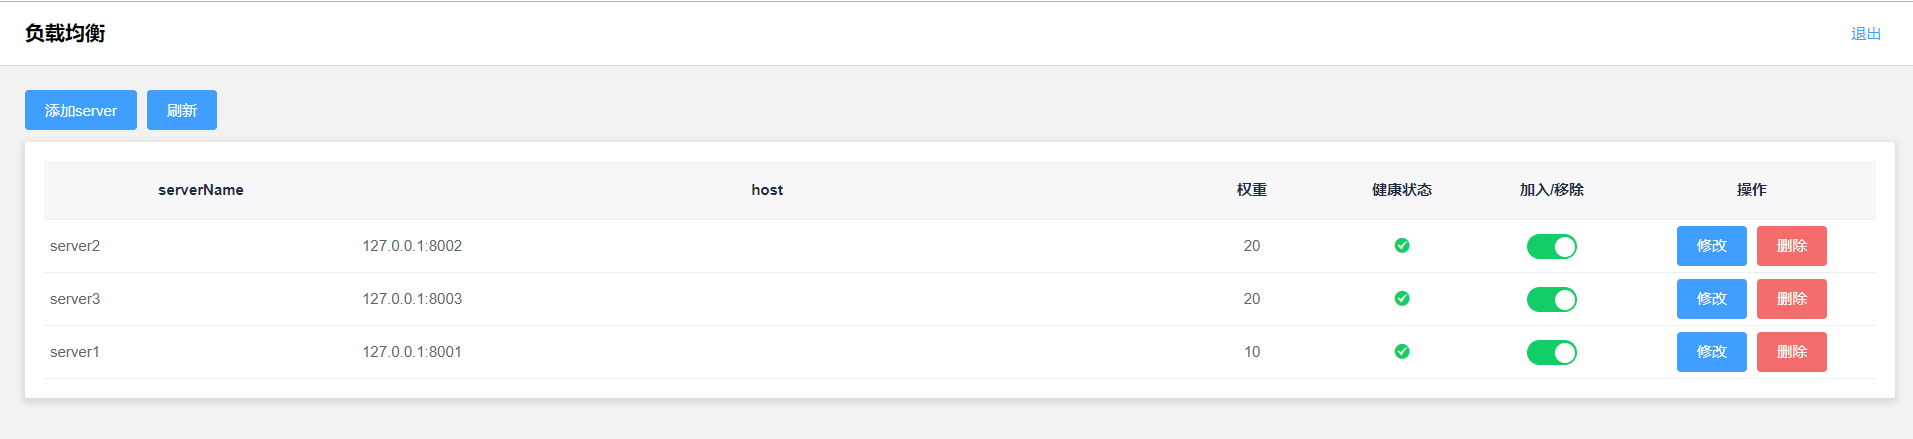 负载均衡 退出
添加server 刷新
serverName host 权重 健康状态 加入/移除 操作
server2 127.0.0.1:8002 20 修改 删除
server3 127.0.0.1:8003 20 修改 删除
server1 127.0.0.1:8001 10 修改 删除